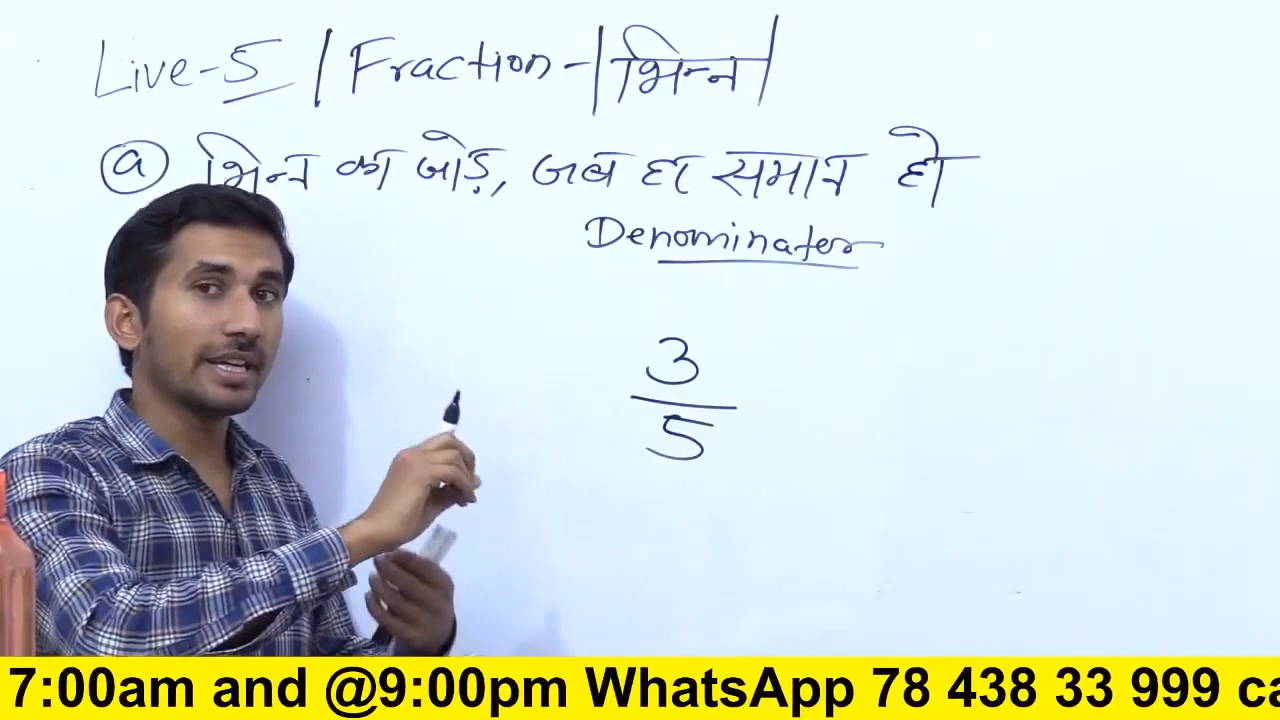 Live-5 | Fraction - | भिन्न |
(a) भिन्न का जोड़, जब हर समान हो
Denominator
3
5
7:00am and @9:00pm WhatsApp 78 438 33 999 ca